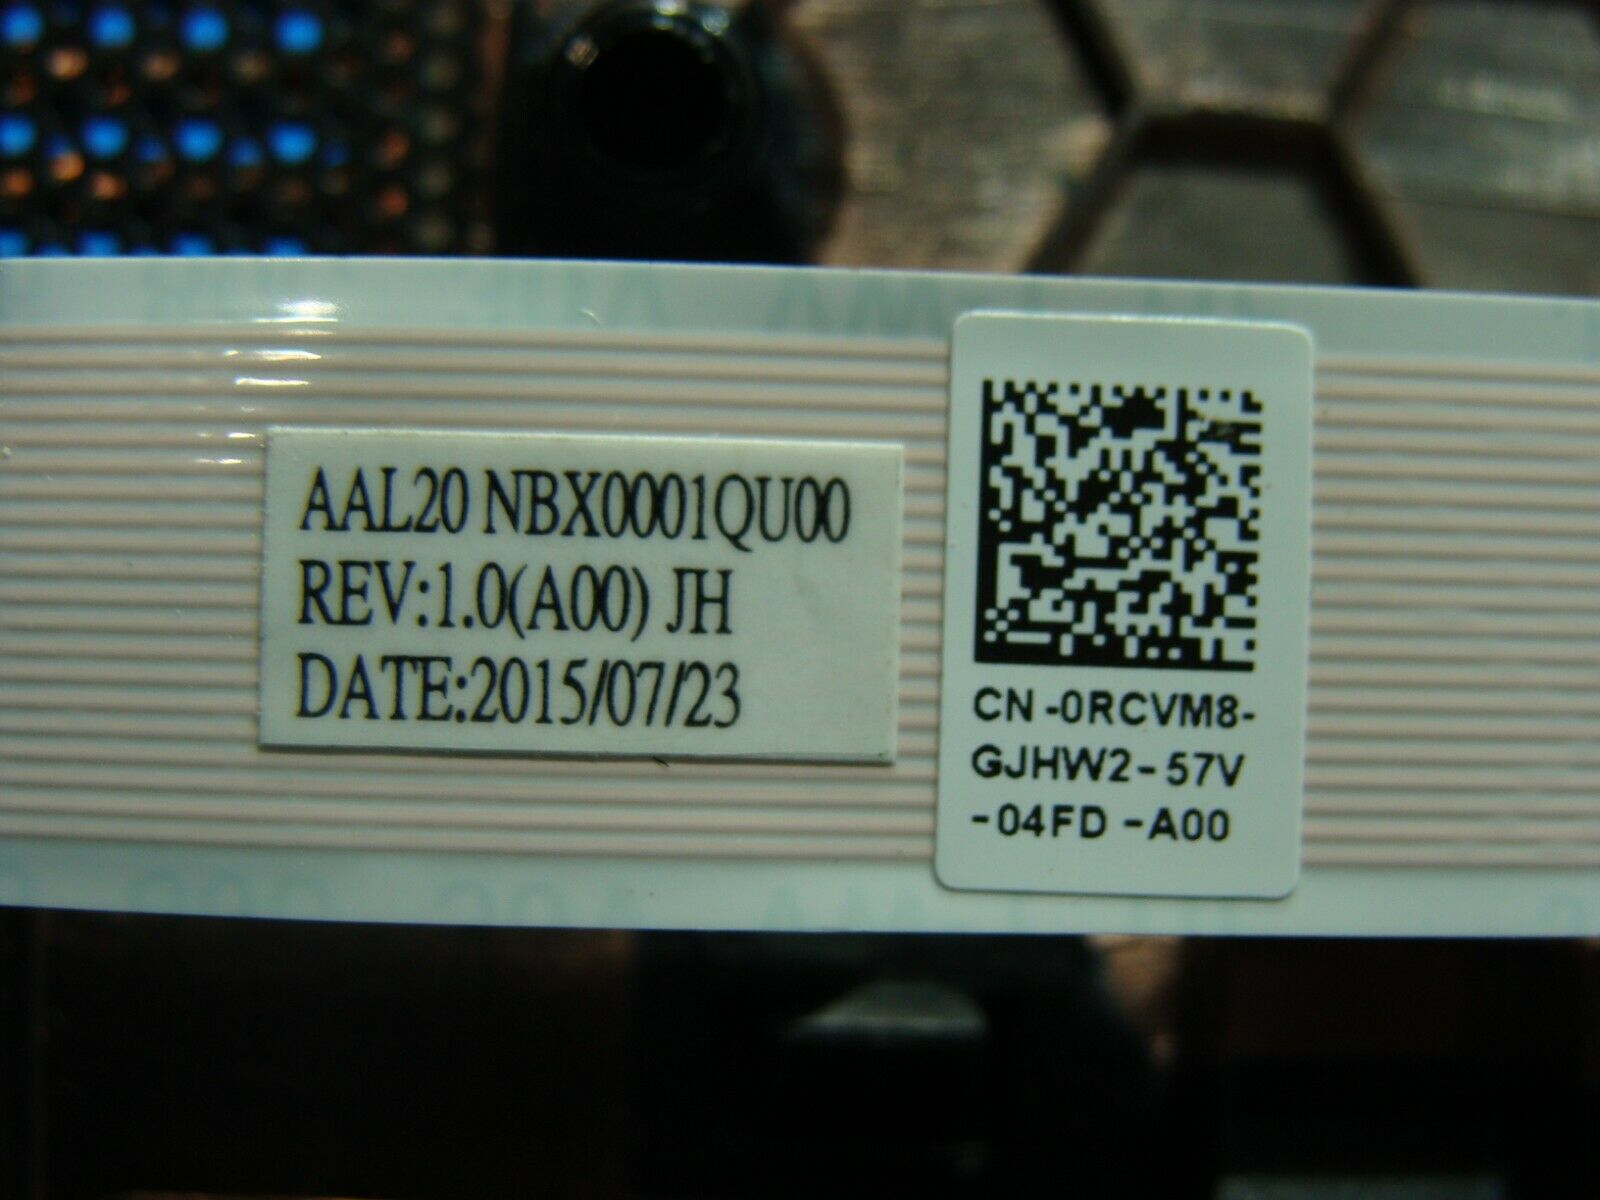 AAL20 NBX0001QU00
REV:1.0(A00) JH
DATE:2015/07/23
CN-0RCVM8-
GJHW2-57V
-04FD-A00